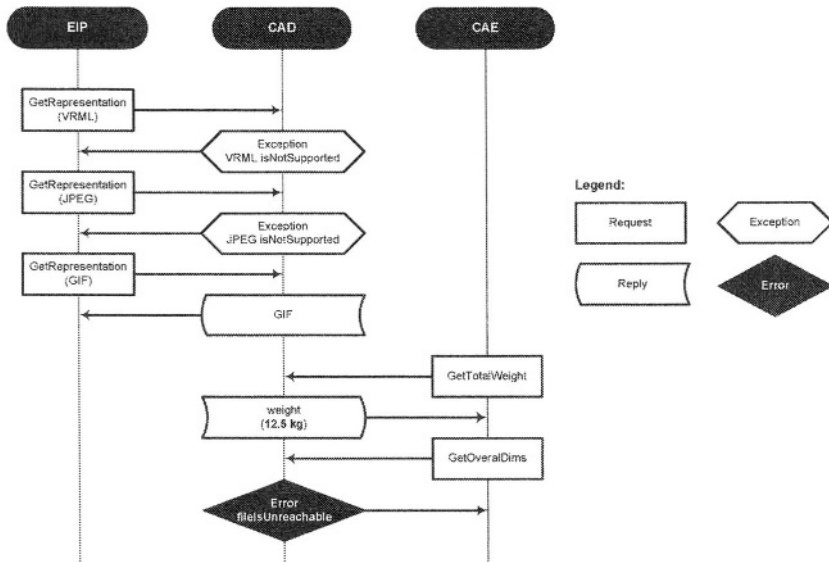 EIP
CAD
CAE
GetRepresentation
(VRML)
Exception
VRML isNotSupported
GetRepresentation
(JPEG)
Exception
JPEG isNotSupported
GetRepresentation
(GIF)
GIF
GetTotalWeight
weight
(12.5 kg)
GetOveralDims
Error
fileIsUnreachable
Legend:
Request
Exception
Reply
Error